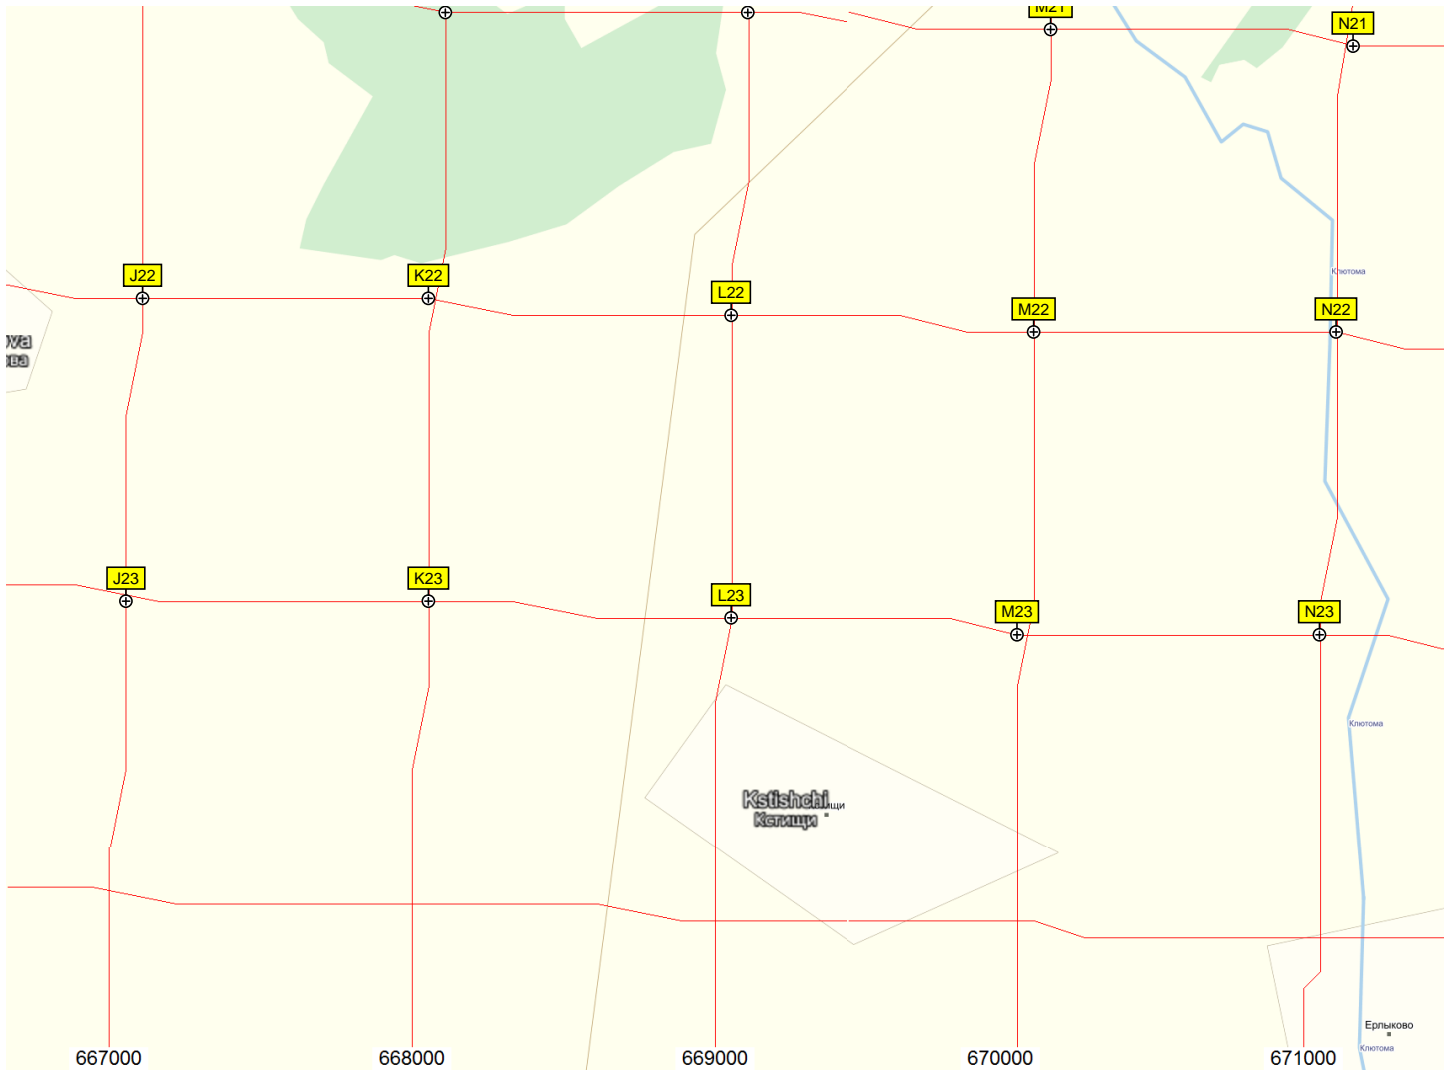 M21
N21
Клютома
J22
K22
L22
M22
N22
J23
K23
L23
M23
N23
Клютома
Kstishchi
Кстищи
Ерлыково
Клютома
667000
668000
669000
670000
671000